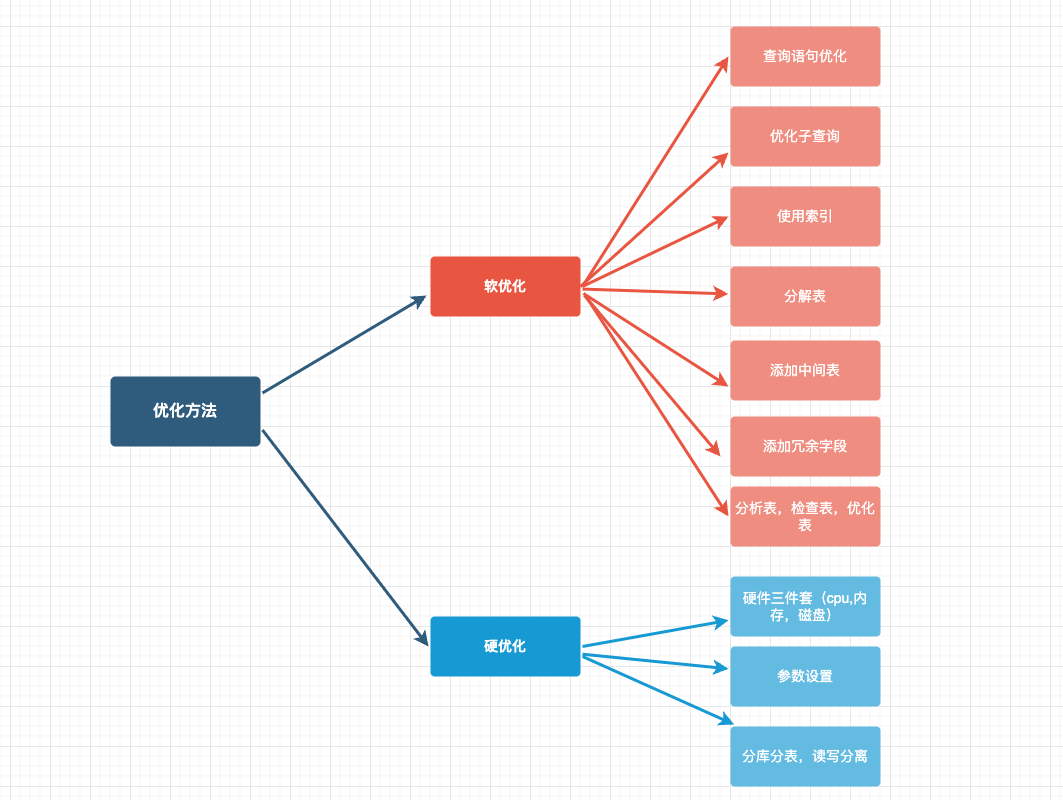 查询语句优化
优化子查询
使用索引
软优化
分解表
添加中间表
优化方法
添加冗余字段
分析表，检查表，优化
表
硬件三件套（cpu,内
存，磁盘）
硬优化
参数设置
分库分表，读写分离